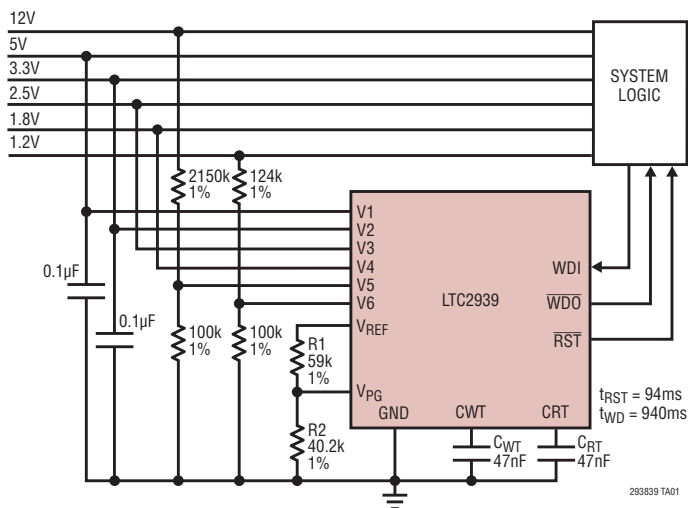 12V
5V
3.3V
2.5V
1.8V
1.2V
SYSTEM
LOGIC
2150k
1%
124k
1%
V1
V2
V3
V4
V5
V6
VREF
VPG
GND
CWT
CRT
LTC2939
WDI
WDO
RST
0.1µF
0.1µF
100k
1%
100k
1%
R1
59k
1%
R2
40.2k
1%
CWT
47nF
CRT
47nF
tRST = 94ms
tWD = 940ms
293839 TA01